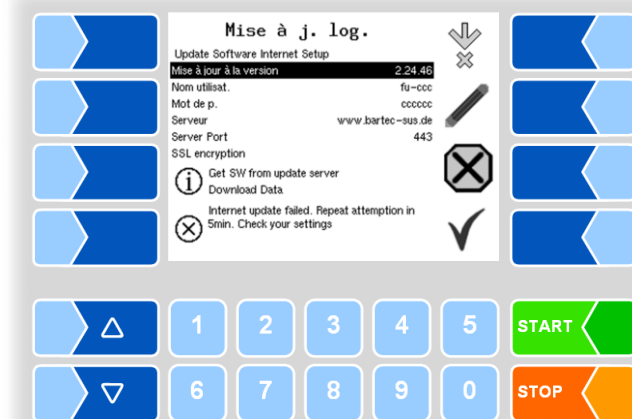 Mise à j. log.
Update Software Internet Setup
Mise à jour à la version 2.24.46
Nom utilisat. fu-ccc
Mot de p. cccccc
Serveur www.bartec-sus.de
Server Port 443
SSL encryption
Get SW from update server
Download Data
Internet update failed. Repeat attemption in
5min. Check your settings
1 2 3 4 5 START
6 7 8 9 0 STOP